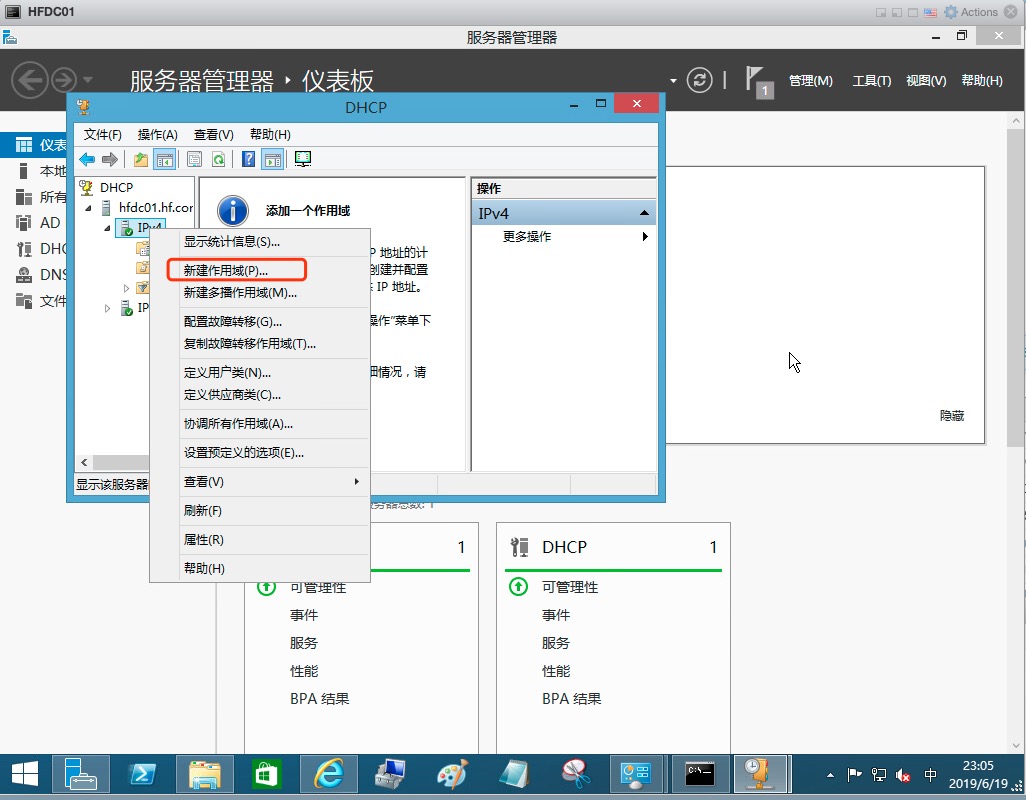 HFDC01
Actions
服务器管理器
服务器管理器 ‣ 仪表板
1
管理(M)
工具(T)
视图(V)
帮助(H)
DHCP
文件(F)
操作(A)
查看(V)
帮助(H)
仪表
本地
所有
AD
DHC
DNS
文件
DHCP
hfdc01.hf.cor
IPv4
IP
添加一个作用域
P 地址的计
创建并配置
IP 地址。
操作"菜单下
细情况，请
操作
IPv4
更多操作
显示统计信息(S)...
新建作用域(P)...
新建多播作用域(M)...
配置故障转移(G)...
复制故障转移作用域(T)...
定义用户类(N)...
定义供应商类(C)...
协调所有作用域(A)...
设置预定义的选项(E)...
查看(V)
刷新(F)
属性(R)
帮助(H)
显示该服务器
隐藏
服务器总数: 1
1
可管理性
事件
服务
性能
BPA 结果
DHCP
1
可管理性
事件
服务
性能
BPA 结果
中
23:05
2019/6/19